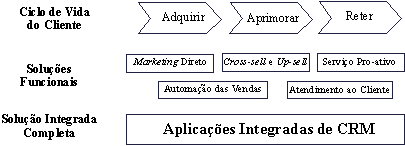 Ciclo de Vida
do Cliente
Adquirir
Aprimorar
Reter
Soluções
Funcionais
Marketing Direto
Cross-sell e Up-sell
Serviço Pro-ativo
Automação das Vendas
Atendimento ao Cliente
Solução Integrada
Completa
Aplicações Integradas de CRM